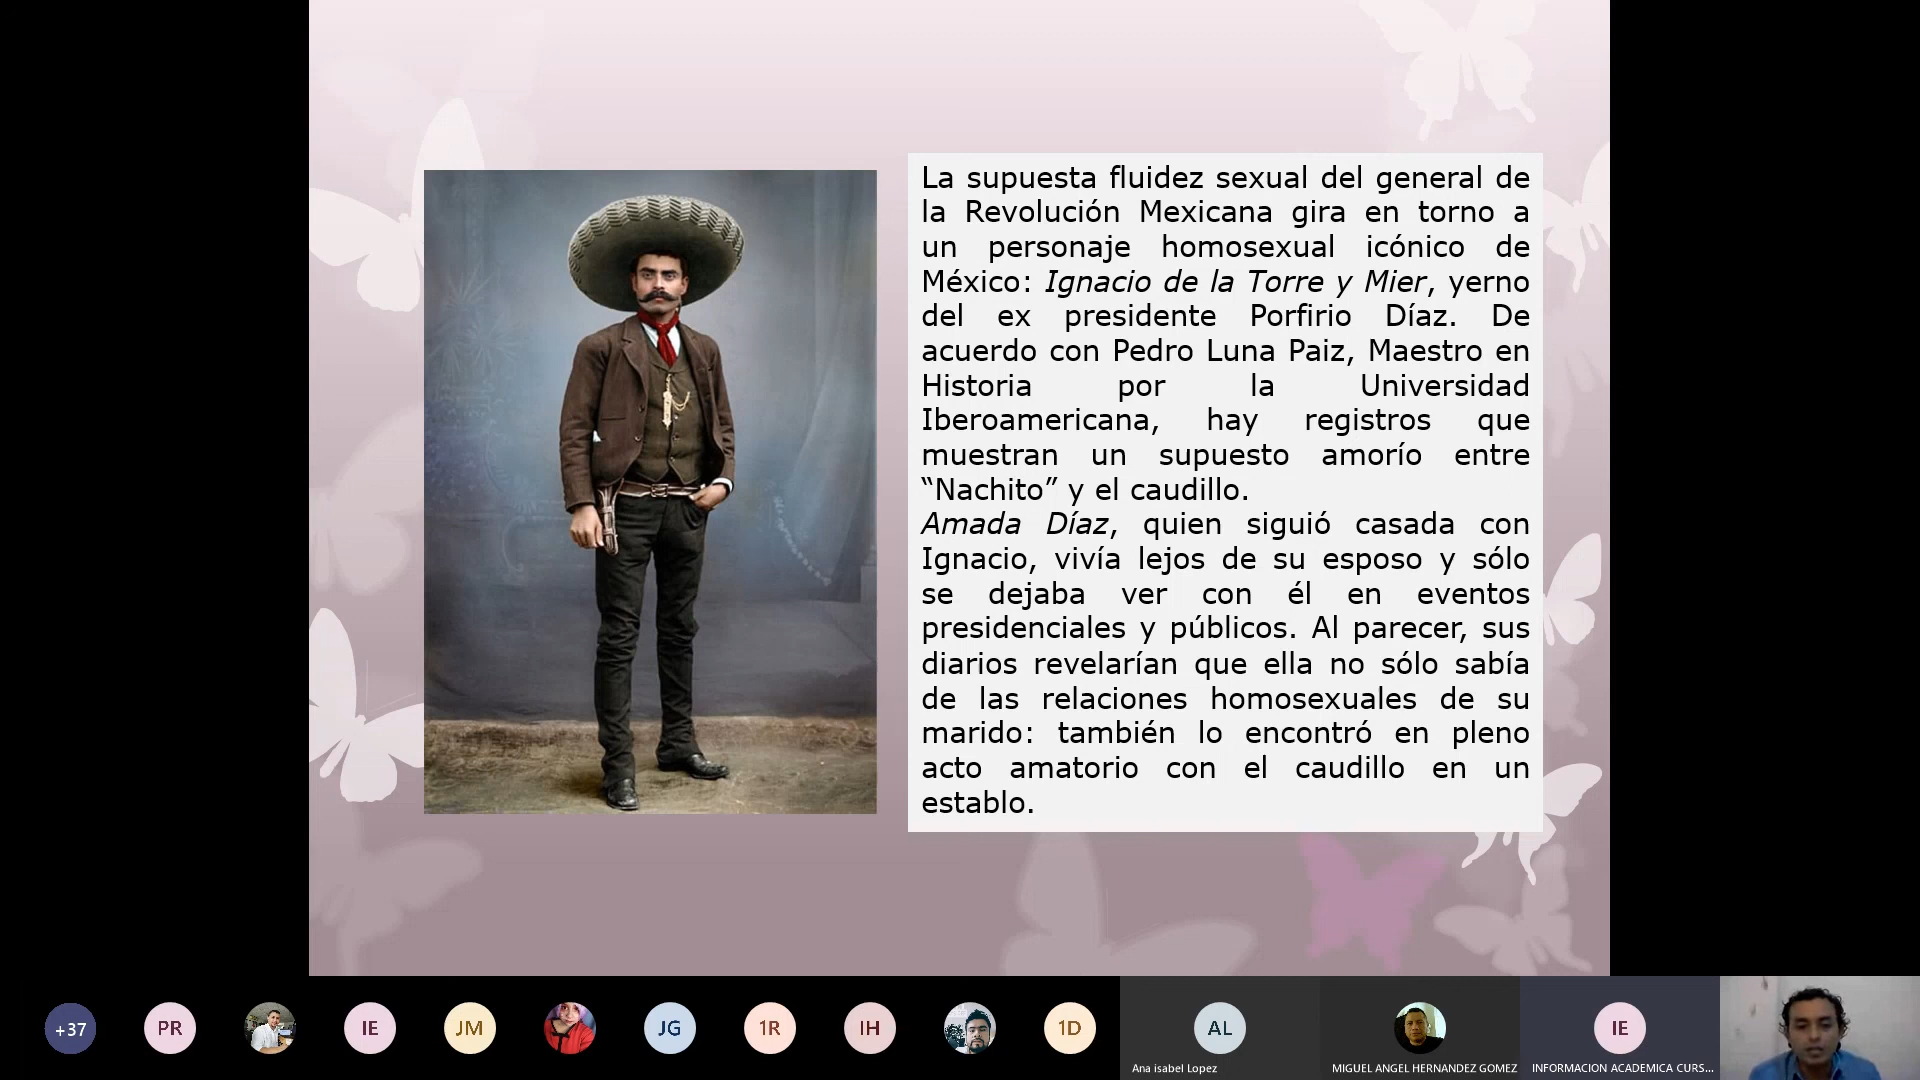 La supuesta fluidez sexual del general de
la Revolución Mexicana gira en torno a
un personaje homosexual icónico de
México: Ignacio de la Torre y Mier, yerno
del ex presidente Porfirio Díaz. De
acuerdo con Pedro Luna Paiz, Maestro en
Historia por la Universidad
Iberoamericana, hay registros que
muestran un supuesto amorío entre
“Nachito” y el caudillo.
Amada Díaz, quien siguió casada con
Ignacio, vivía lejos de su esposo y sólo
se dejaba ver con él en eventos
presidenciales y públicos. Al parecer, sus
diarios revelarían que ella no sólo sabía
de las relaciones homosexuales de su
marido: también lo encontró en pleno
acto amatorio con el caudillo en un
establo.
+37 PR IE JM JG 1R IH 1D AL IE
Ana isabel Lopez MIGUEL ANGEL HERNANDEZ GOMEZ INFORMACION ACADEMICA CURS...